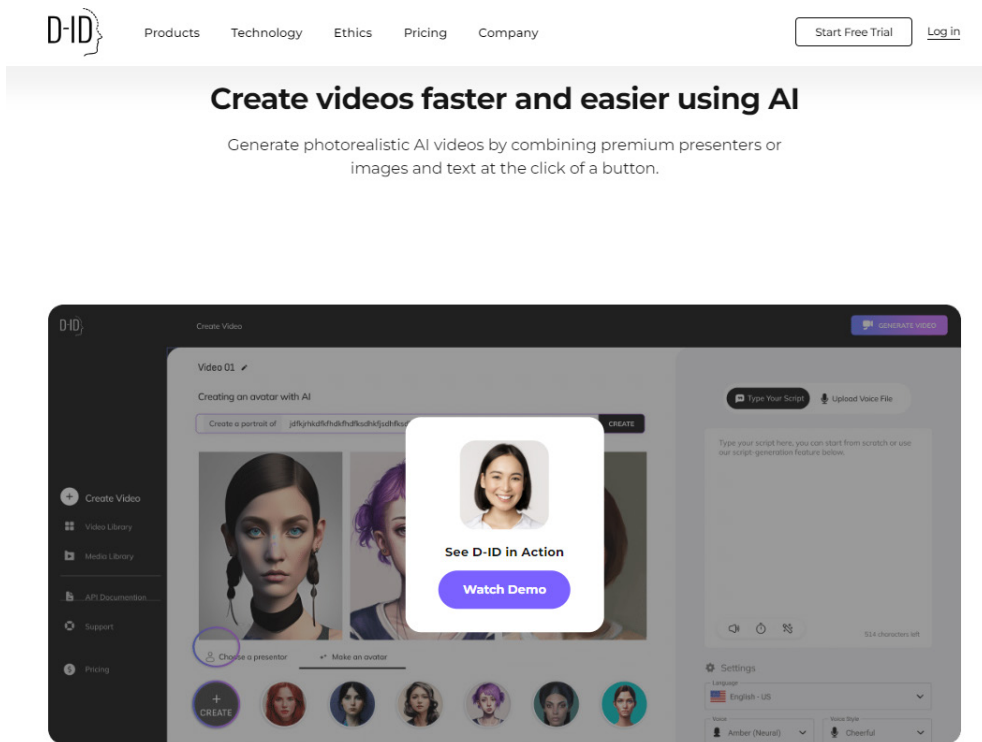 D-ID
Products Technology Ethics Pricing Company Start Free Trial Log in
Create videos faster and easier using AI
Generate photorealistic AI videos by combining premium presenters or
images and text at the click of a button.
D-ID
Create Video
GENERATE VIDEO
Video 01
Creating an avatar with AI
Create a portrait of
CREATE
Type Your Script
Upload Voice File
Type your script here, you can start from scratch or use
our script-generation feature below.
See D-ID in Action
Watch Demo
Create Video
Video Library
Media Library
API Documention
Support
Pricing
Choose a presentor
Make an avatar
+ CREATE
514 characters left
Settings
Language
English - US
Voice
Amber (Neural)
Voice Style
Cheerful